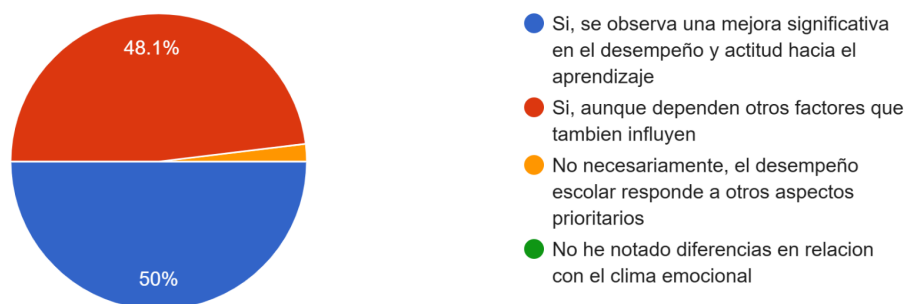 48.1%
50%
Si, se observa una mejora significativa
en el desempeño y actitud hacia el
aprendizaje
Si, aunque dependen otros factores que
tambien influyen
No necesariamente, el desempeño
escolar responde a otros aspectos
prioritarios
No he notado diferencias en relacion
con el clima emocional